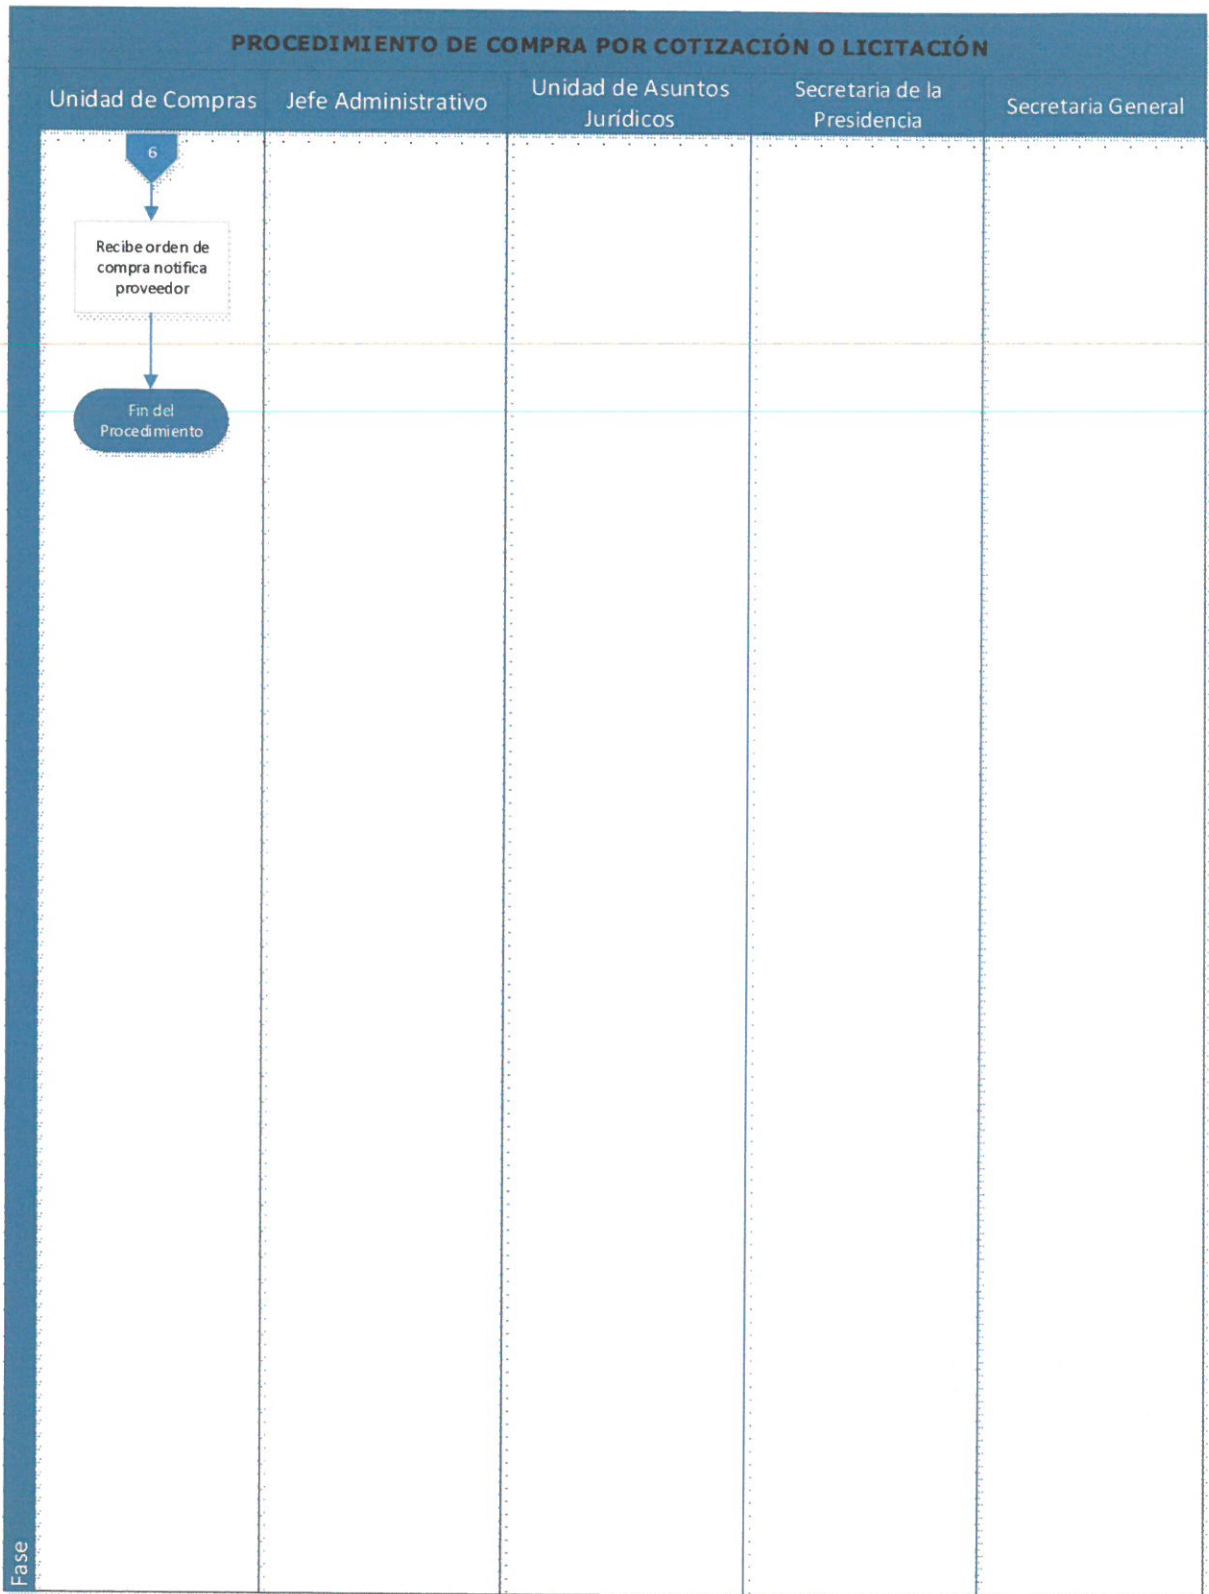 PROCEDIMIENTO DE COMPRA POR COTIZACIÓN O LICITACIÓN
Unidad de Compras
Jefe Administrativo
Unidad de Asuntos
Jurídicos
Secretaria de la
Presidencia
Secretaria General
6
Recibe orden de
compra notifica
proveedor
Fin del
Procedimiento
Fase